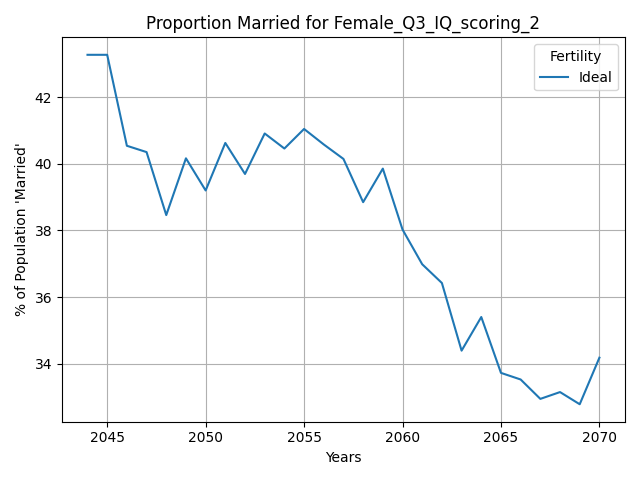 Proportion Married for Female_Q3_IQ_scoring_2
Fertility
Ideal
% of Population 'Married'
42
40
38
36
34
2045
2050
2055
2060
2065
2070
Years